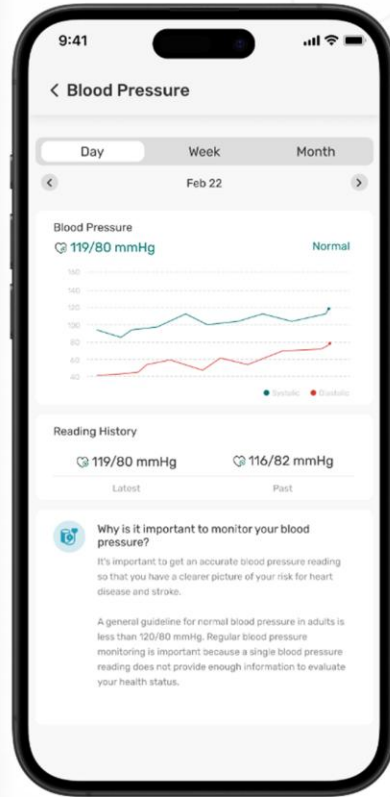 9:41
Blood Pressure
Day Week Month
Feb 22
Blood Pressure
119/80 mmHg Normal
160
140
120
100
80
60
40
Systolic Diastolic
Reading History
119/80 mmHg 116/82 mmHg
Latest Past
Why is it important to monitor your blood
pressure?
It's important to get an accurate blood pressure reading
so that you have a clearer picture of your risk for heart
disease and stroke.
A general guideline for normal blood pressure in adults is
less than 120/80 mmHg. Regular blood pressure
monitoring is important because a single blood pressure
reading does not provide enough information to evaluate
your health status.